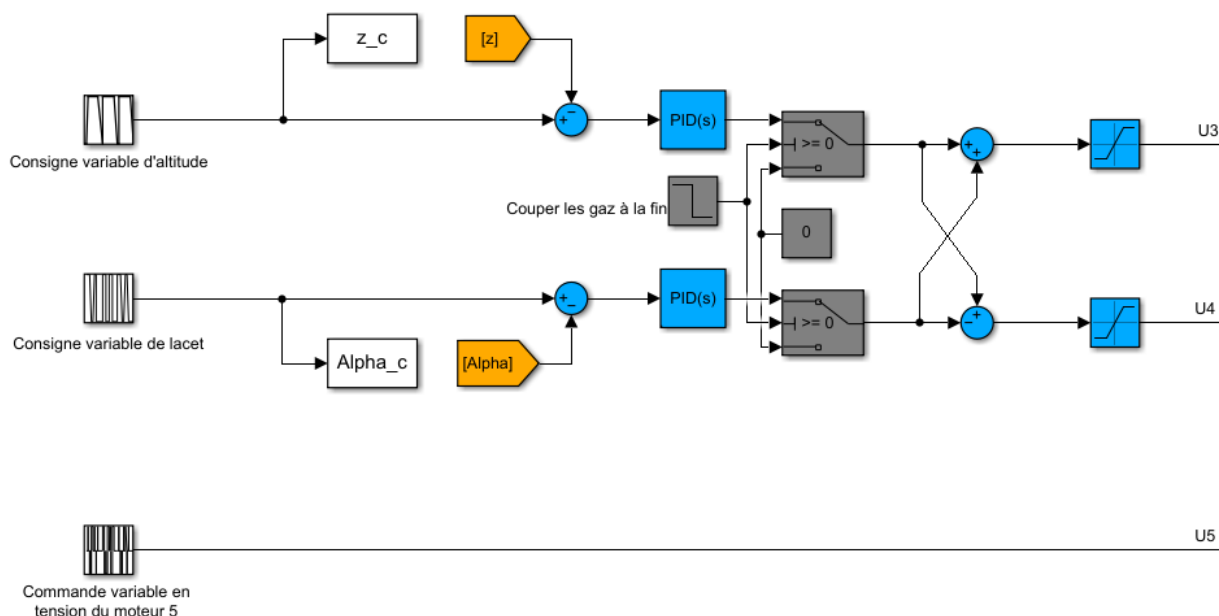 z_c
[z]
PID(s)
>= 0
U3
Consigne variable d'altitude
Couper les gaz à la fin
0
PID(s)
>= 0
U4
Consigne variable de lacet
Alpha_c
[Alpha]
U5
Commande variable en
tension du moteur 5